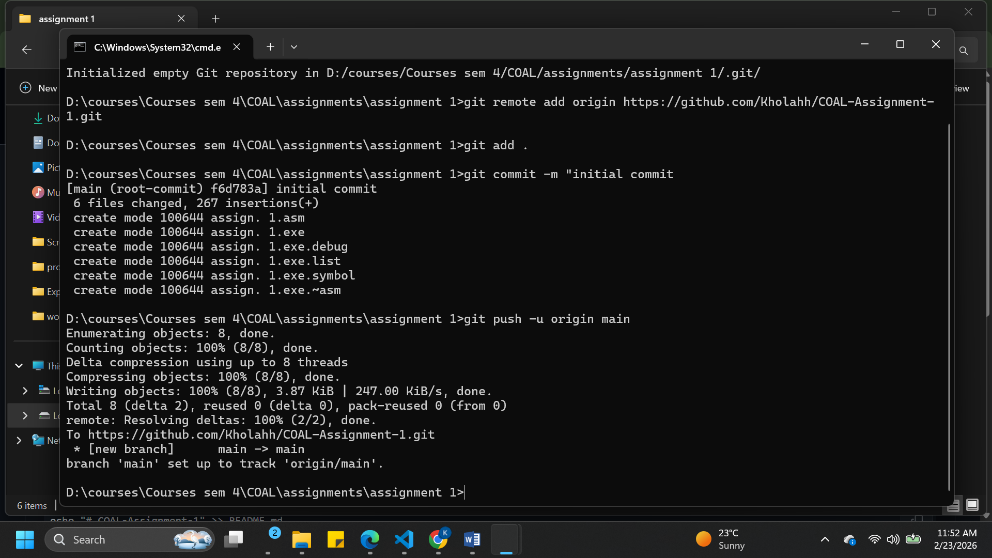 assignment 1
C:\Windows\System32\cmd.e
New
view
Initialized empty Git repository in D:/courses/Courses sem 4/COAL/assignments/assignment 1/.git/
D:\courses\Courses sem 4\COAL\assignments\assignment 1>git remote add origin https://github.com/Kholahh/COAL-Assignment-
1.git
D:\courses\Courses sem 4\COAL\assignments\assignment 1>git add .
D:\courses\Courses sem 4\COAL\assignments\assignment 1>git commit -m "initial commit
[main (root-commit) f6d783a] initial commit
6 files changed, 267 insertions(+)
create mode 100644 assign. 1.asm
create mode 100644 assign. 1.exe
create mode 100644 assign. 1.exe.debug
create mode 100644 assign. 1.exe.list
create mode 100644 assign. 1.exe.symbol
create mode 100644 assign. 1.exe.~asm
D:\courses\Courses sem 4\COAL\assignments\assignment 1>git push -u origin main
Enumerating objects: 8, done.
Counting objects: 100% (8/8), done.
Delta compression using up to 8 threads
Compressing objects: 100% (8/8), done.
Writing objects: 100% (8/8), 3.87 KiB | 247.00 KiB/s, done.
Total 8 (delta 2), reused 0 (delta 0), pack-reused 0 (from 0)
remote: Resolving deltas: 100% (2/2), done.
To https://github.com/Kholahh/COAL-Assignment-1.git
* [new branch]      main -> main
branch 'main' set up to track 'origin/main'.
D:\courses\Courses sem 4\COAL\assignments\assignment 1>
6 items
Search
2
K
23°C
Sunny
11:52 AM
2/23/2026